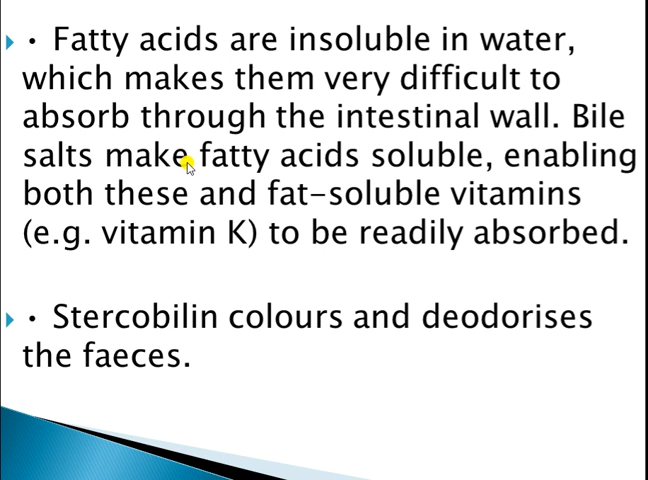 • Fatty acids are insoluble in water,
which makes them very difficult to
absorb through the intestinal wall. Bile
salts make fatty acids soluble, enabling
both these and fat-soluble vitamins
(e.g. vitamin K) to be readily absorbed.
• Stercobilin colours and deodorises
the faeces.